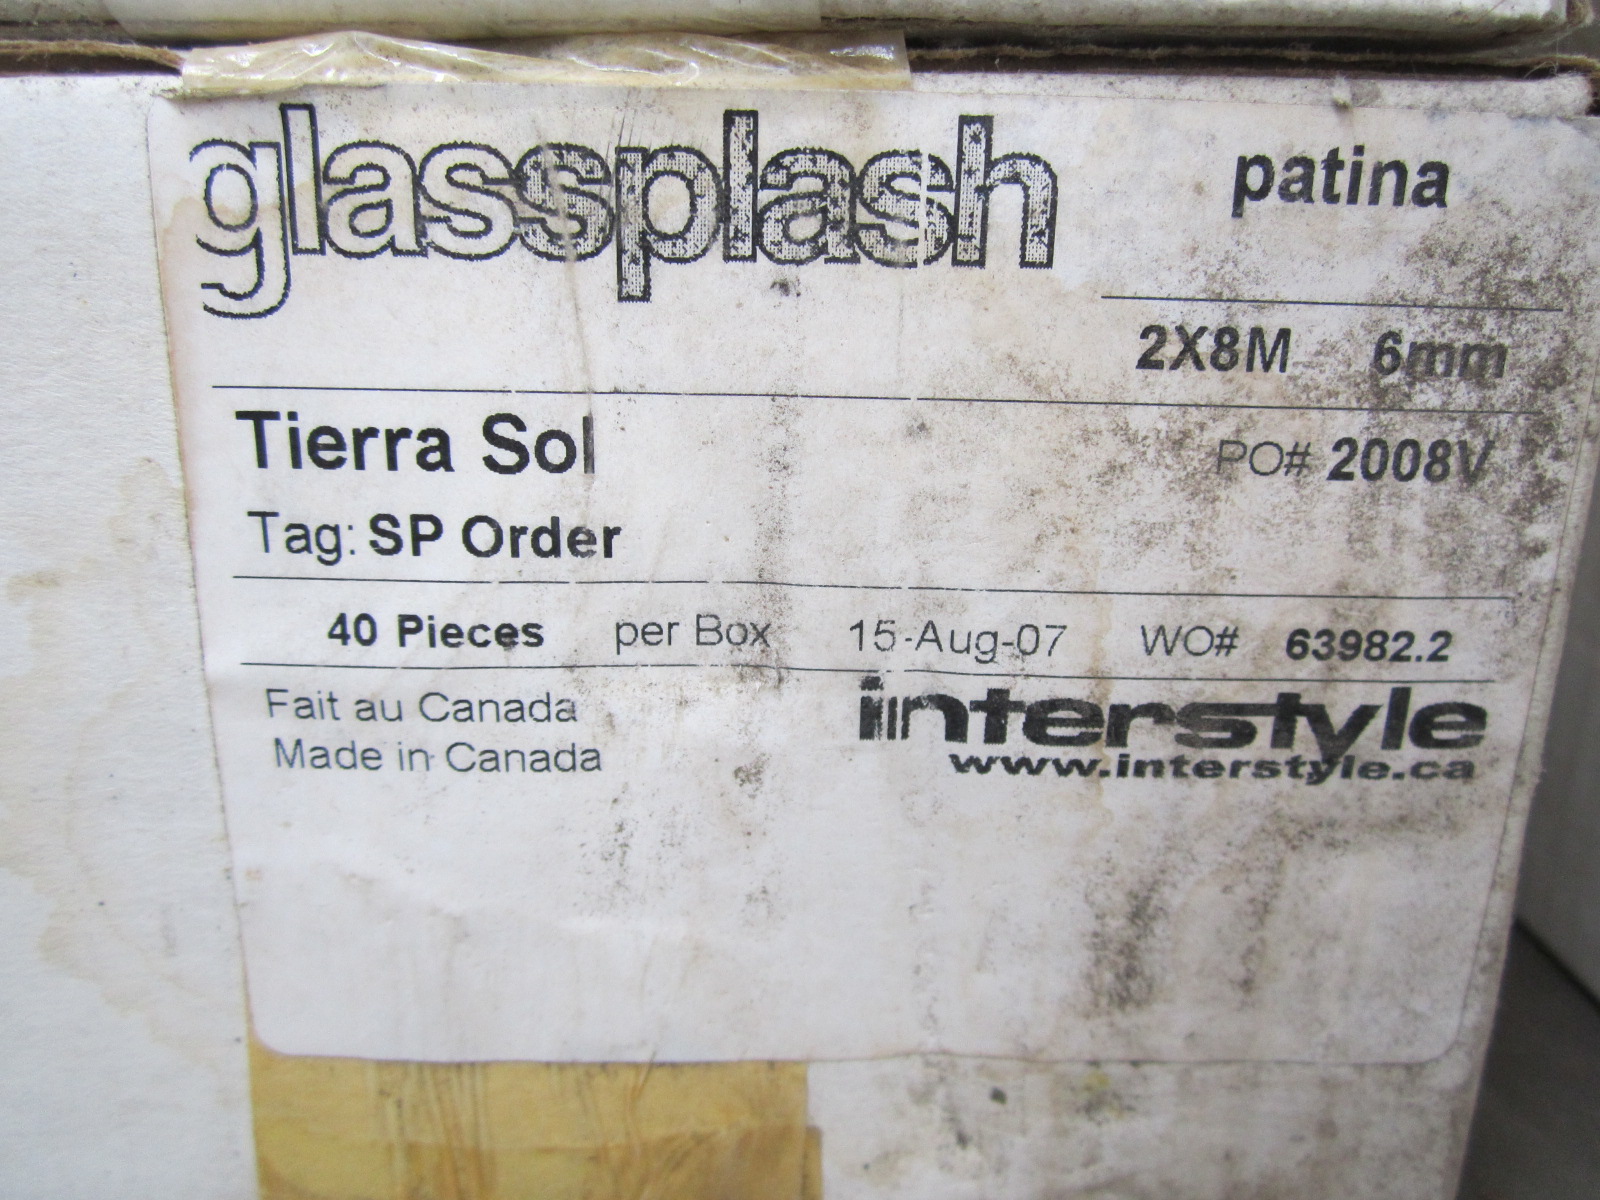 glassplash
patina
2X8M 6mm
Tierra Sol
PO# 2008V
Tag: SP Order
40 Pieces per Box 15-Aug-07 WO# 63982.2
Fait au Canada
Made in Canada
interstyle
www.interstyle.ca